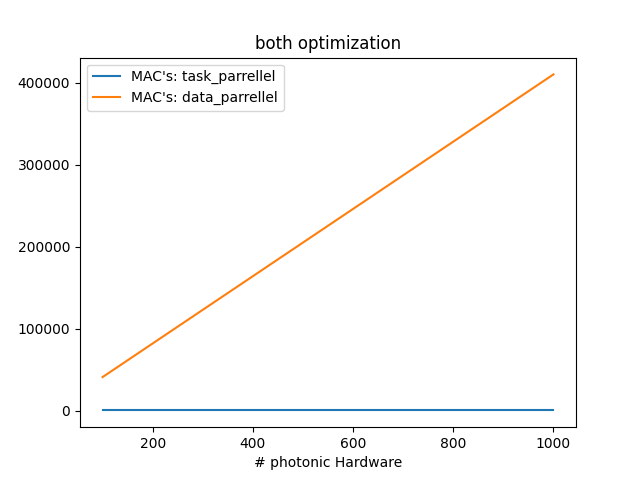 both optimization
MAC's: task_parrellel
MAC's: data_parrellel
400000
300000
200000
100000
0
200 400 600 800 1000
# photonic Hardware